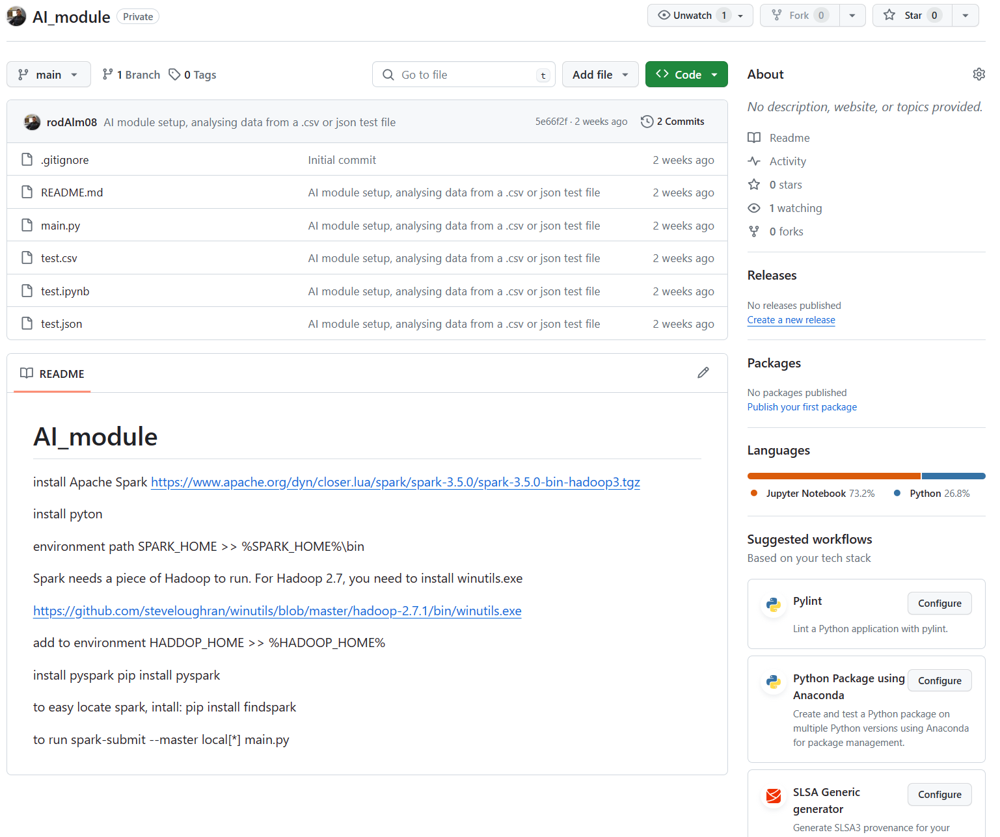 AI_module Private
Unwatch 1
Fork 0
Star 0
main
1 Branch
0 Tags
Go to file t
Add file
Code
rodAlm08 AI module setup, analysing data from a .csv or json test file 5e66f2f · 2 weeks ago 2 Commits
.gitignore Initial commit 2 weeks ago
README.md AI module setup, analysing data from a .csv or json test file 2 weeks ago
main.py AI module setup, analysing data from a .csv or json test file 2 weeks ago
test.csv AI module setup, analysing data from a .csv or json test file 2 weeks ago
test.ipynb AI module setup, analysing data from a .csv or json test file 2 weeks ago
test.json AI module setup, analysing data from a .csv or json test file 2 weeks ago
README
AI_module
install Apache Spark https://www.apache.org/dyn/closer.lua/spark/spark-3.5.0/spark-3.5.0-bin-hadoop3.tgz
install pyton
environment path SPARK_HOME >> %SPARK_HOME%\bin
Spark needs a piece of Hadoop to run. For Hadoop 2.7, you need to install winutils.exe
https://github.com/steveloughran/winutils/blob/master/hadoop-2.7.1/bin/winutils.exe
add to environment HADDOP_HOME >> %HADOOP_HOME%
install pyspark pip install pyspark
to easy locate spark, intall: pip install findspark
to run spark-submit --master local[*] main.py
About
No description, website, or topics provided.
Readme
Activity
0 stars
1 watching
0 forks
Releases
No releases published
Create a new release
Packages
No packages published
Publish your first package
Languages
Jupyter Notebook 73.2% Python 26.8%
Suggested workflows
Based on your tech stack
Pylint
Configure
Lint a Python application with pylint.
Python Package using
Anaconda
Configure
Create and test a Python package on
multiple Python versions using Anaconda
for package management.
SLSA Generic
generator
Configure
Generate SLSA3 provenance for your